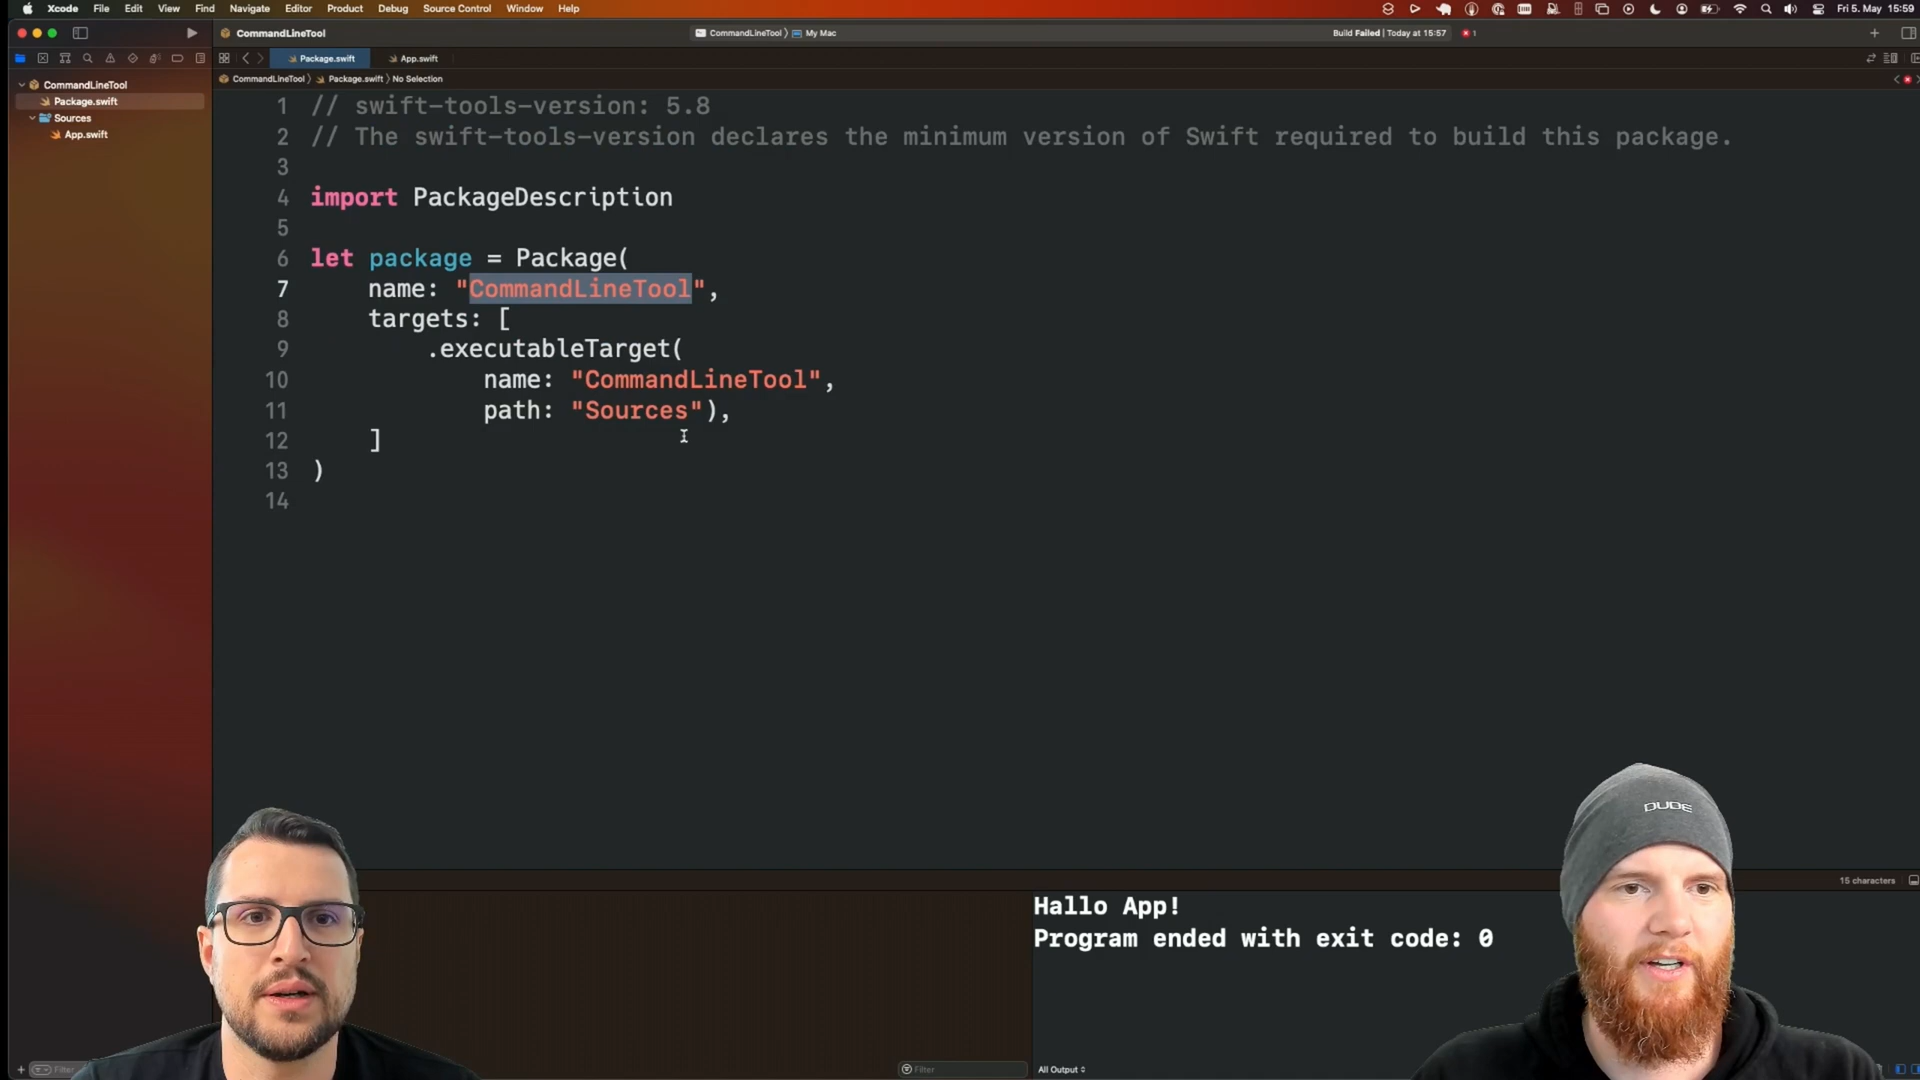 Xcode File Edit View Find Navigate Editor Product Debug Source Control Window Help Fri 5. May 15:59
CommandLineTool CommandLineTool My Mac Build Failed | Today at 15:57 1
Package.swift App.swift
CommandLineTool Package.swift No Selection
CommandLineTool
Package.swift
Sources
App.swift
1 // swift-tools-version: 5.8
2 // The swift-tools-version declares the minimum version of Swift required to build this package.
3
4 import PackageDescription
5
6 let package = Package(
7 name: "CommandLineTool",
8 targets: [
9 .executableTarget(
10 name: "CommandLineTool",
11 path: "Sources"),
12 ]
13 )
14
15 characters
Hallo App!
Program ended with exit code: 0
DUDE
Filter Filter All Output